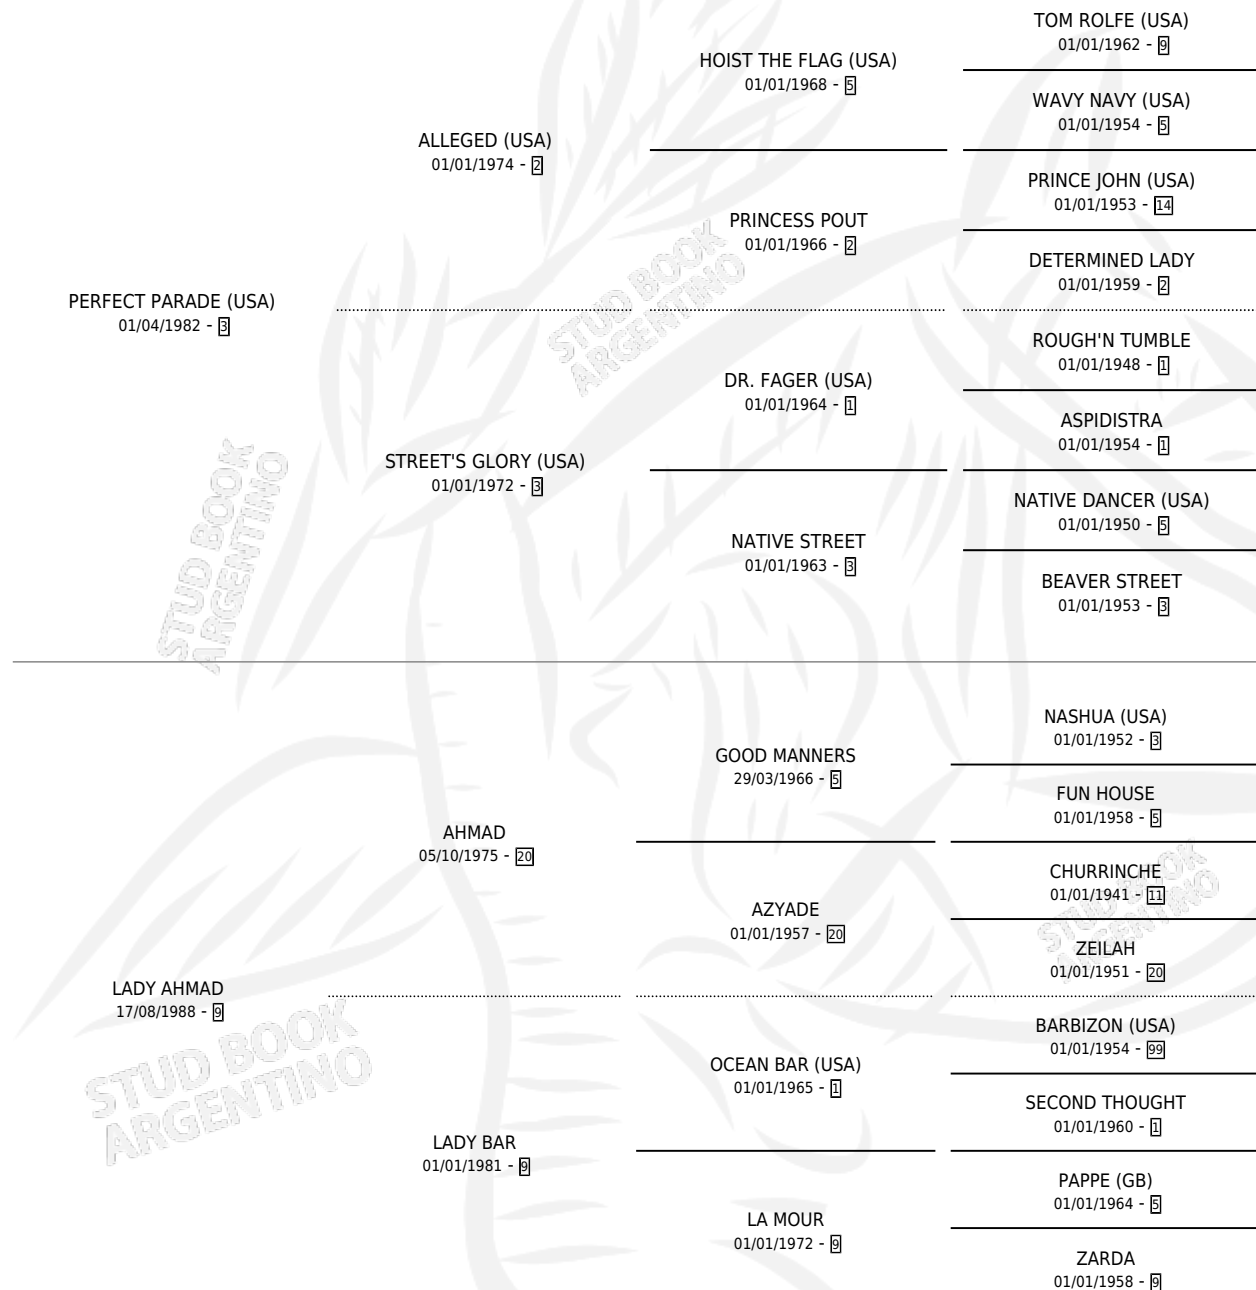 TOM ROLFE (USA)
01/01/1962 - 9
HOIST THE FLAG (USA)
01/01/1968 - 5
WAVY NAVY (USA)
01/01/1954 - 5
ALLEGED (USA)
01/01/1974 - 2
PRINCE JOHN (USA)
01/01/1953 - 14
PRINCESS POUT
01/01/1966 - 2
DETERMINED LADY
01/01/1959 - 2
PERFECT PARADE (USA)
01/04/1982 - 3
ROUGH'N TUMBLE
01/01/1948 - 1
DR. FAGER (USA)
01/01/1964 - 1
ASPIDISTRA
01/01/1954 - 1
STREET'S GLORY (USA)
01/01/1972 - 3
NATIVE DANCER (USA)
01/01/1950 - 5
NATIVE STREET
01/01/1963 - 3
BEAVER STREET
01/01/1953 - 3
NASHUA (USA)
01/01/1952 - 3
GOOD MANNERS
29/03/1966 - 5
FUN HOUSE
01/01/1958 - 5
AHMAD
05/10/1975 - 20
CHURRINCHE
01/01/1941 - 11
AZYADE
01/01/1957 - 20
ZEILAH
01/01/1951 - 20
LADY AHMAD
17/08/1988 - 9
BARBIZON (USA)
01/01/1954 - 99
OCEAN BAR (USA)
01/01/1965 - 1
SECOND THOUGHT
01/01/1960 - 1
LADY BAR
01/01/1981 - 9
PAPPE (GB)
01/01/1964 - 5
LA MOUR
01/01/1972 - 9
ZARDA
01/01/1958 - 9
STUD BOOK
ARGENTINO
STUD BOOK
ARGENTINO
STUD BOOK
ARGENTINO
STUD BOOK
ARGENTINO